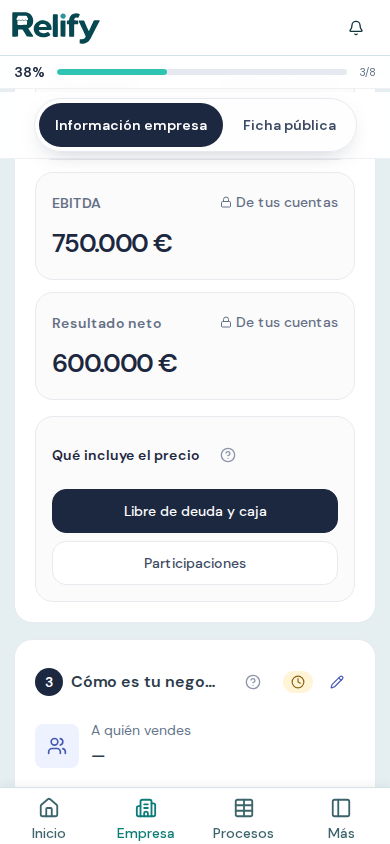 Relify
38%
3/8
Información empresa
Ficha pública
EBITDA
De tus cuentas
750.000 €
Resultado neto
De tus cuentas
600.000 €
Qué incluye el precio
Libre de deuda y caja
Participaciones
3
Cómo es tu nego...
A quién vendes
—
Inicio
Empresa
Procesos
Más